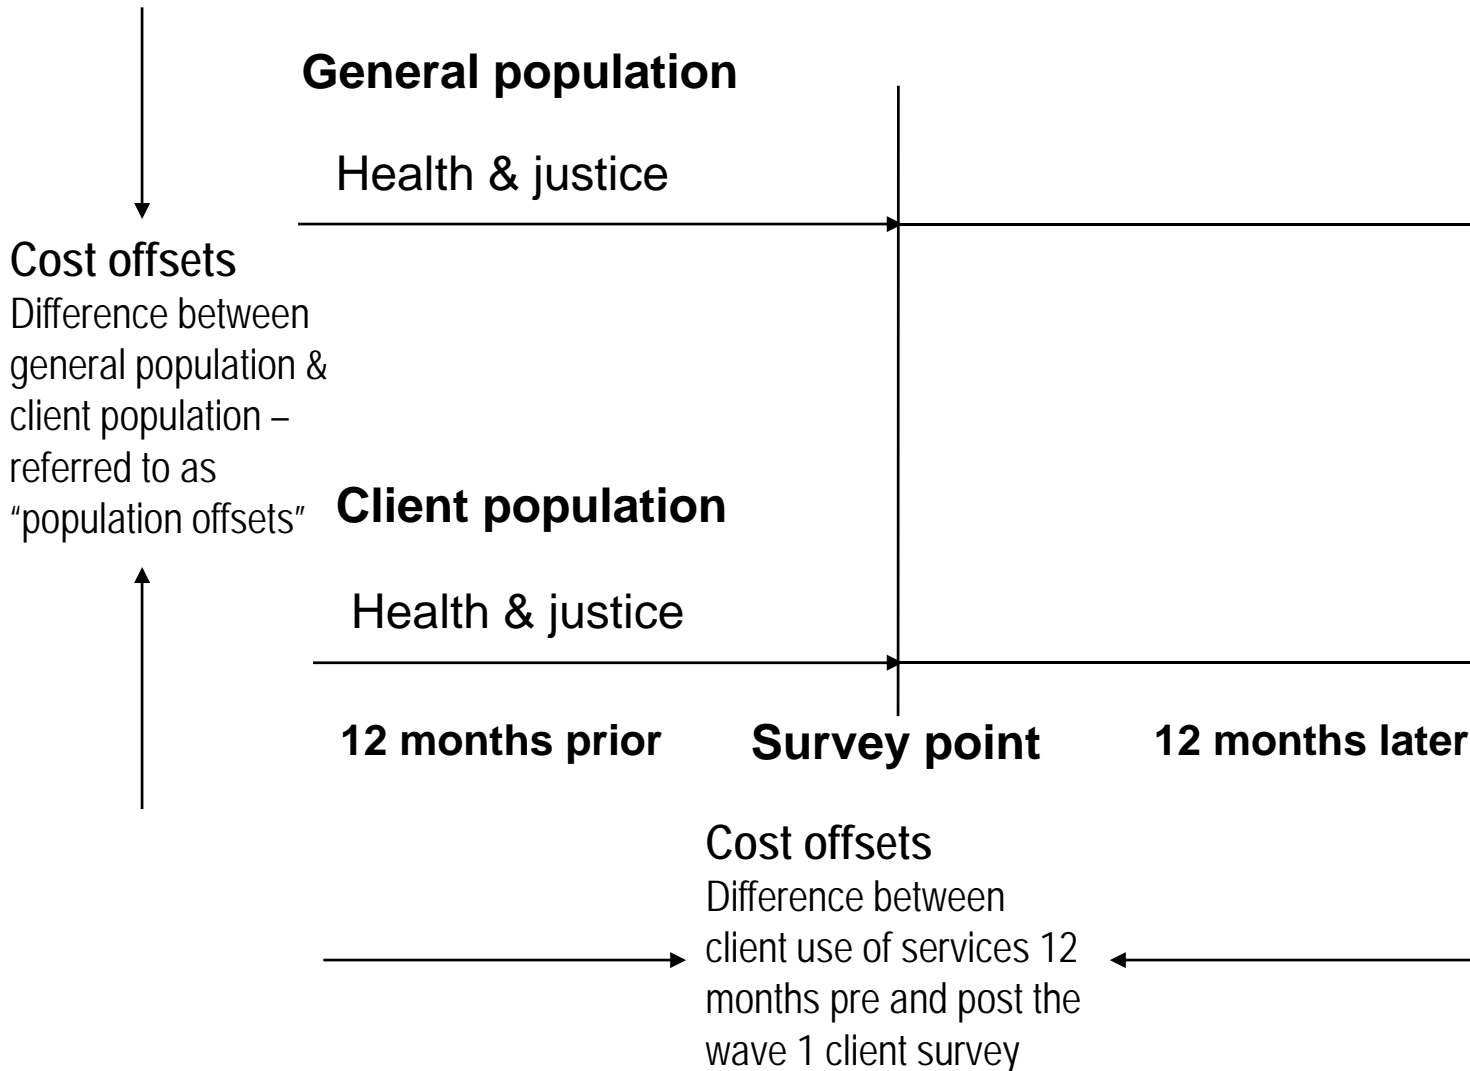 General population
Health & justice
Cost offsets
Difference between
general population &
client population –
referred to as
“population offsets”
Client population
Health & justice
12 months prior
Survey point
12 months later
Cost offsets
Difference between
client use of services 12
months pre and post the
wave 1 client survey